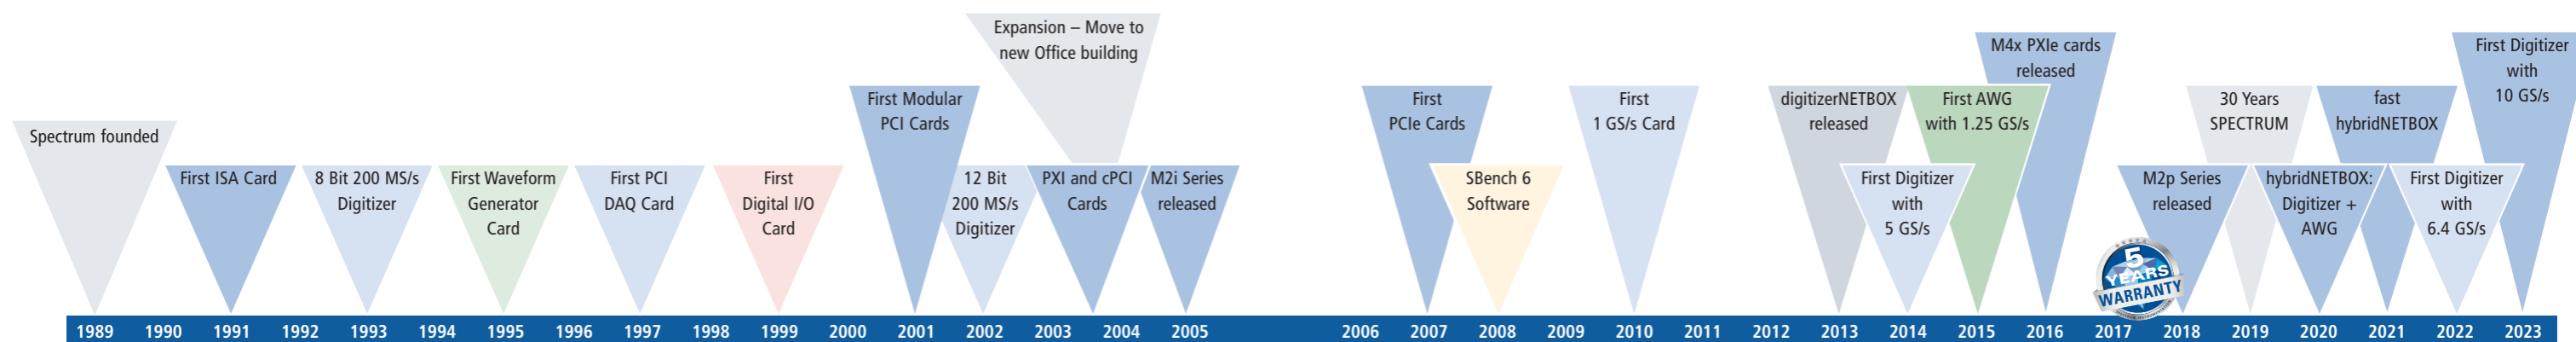 Spectrum founded
First ISA Card
8 Bit 200 MS/s
Digitizer
First Waveform
Generator
Card
First PCI
DAQ Card
First
Digital I/O
Card
First Modular
PCI Cards
12 Bit
200 MS/s
Digitizer
Expansion – Move to
new Office building
PXI and cPCI
Cards
M2i Series
released
First
PCIe Cards
SBench 6
Software
First
1 GS/s Card
digitizerNETBOX
released
First Digitizer
with
5 GS/s
First AWG
with 1.25 GS/s
M4x PXIe cards
released
5
YEARS
WARRANTY
M2p Series
released
30 Years
SPECTRUM
hybridNETBOX:
Digitizer +
AWG
fast
hybridNETBOX
First Digitizer
with
6.4 GS/s
First Digitizer
with
10 GS/s
1989 1990 1991 1992 1993 1994 1995 1996 1997 1998 1999 2000 2001 2002 2003 2004 2005 2006 2007 2008 2009 2010 2011 2012 2013 2014 2015 2016 2017 2018 2019 2020 2021 2022 2023